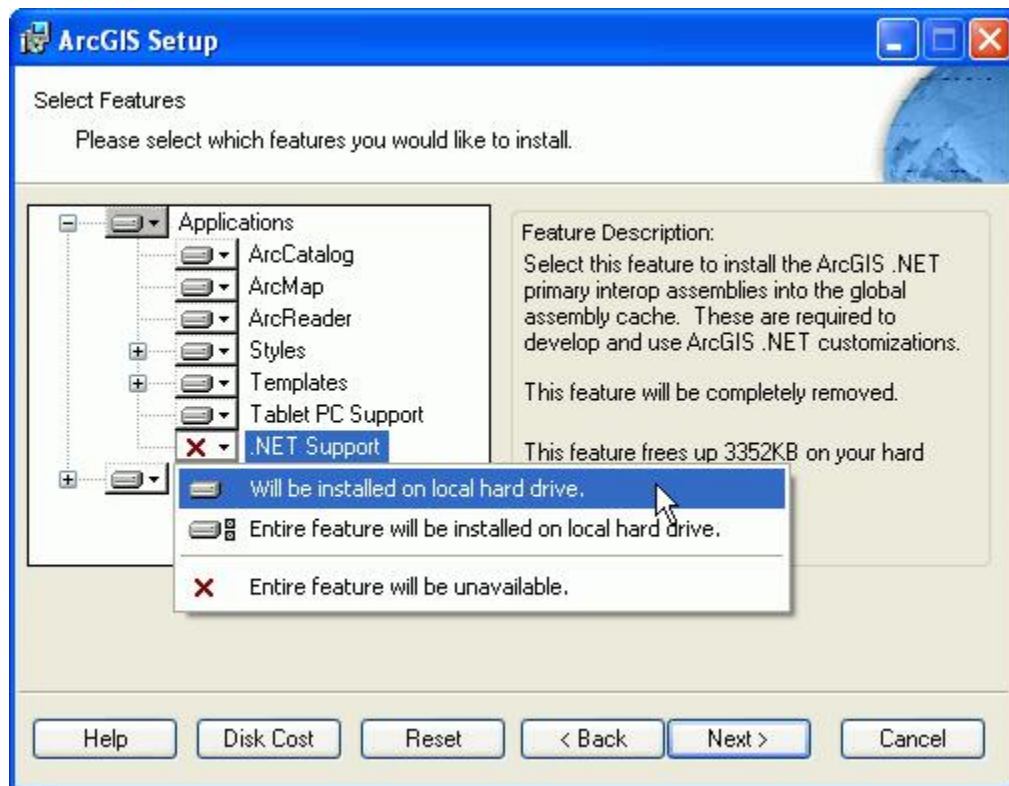 ArcGIS Setup
Select Features
Please select which features you would like to install.
Applications
ArcCatalog
ArcMap
ArcReader
Styles
Templates
Tablet PC Support
.NET Support
Feature Description:
Select this feature to install the ArcGIS .NET
primary interop assemblies into the global
assembly cache. These are required to
develop and use ArcGIS .NET customizations.
This feature will be completely removed.
This feature frees up 3352KB on your hard
Will be installed on local hard drive.
Entire feature will be installed on local hard drive.
Entire feature will be unavailable.
Help
Disk Cost
Reset
< Back
Next >
Cancel